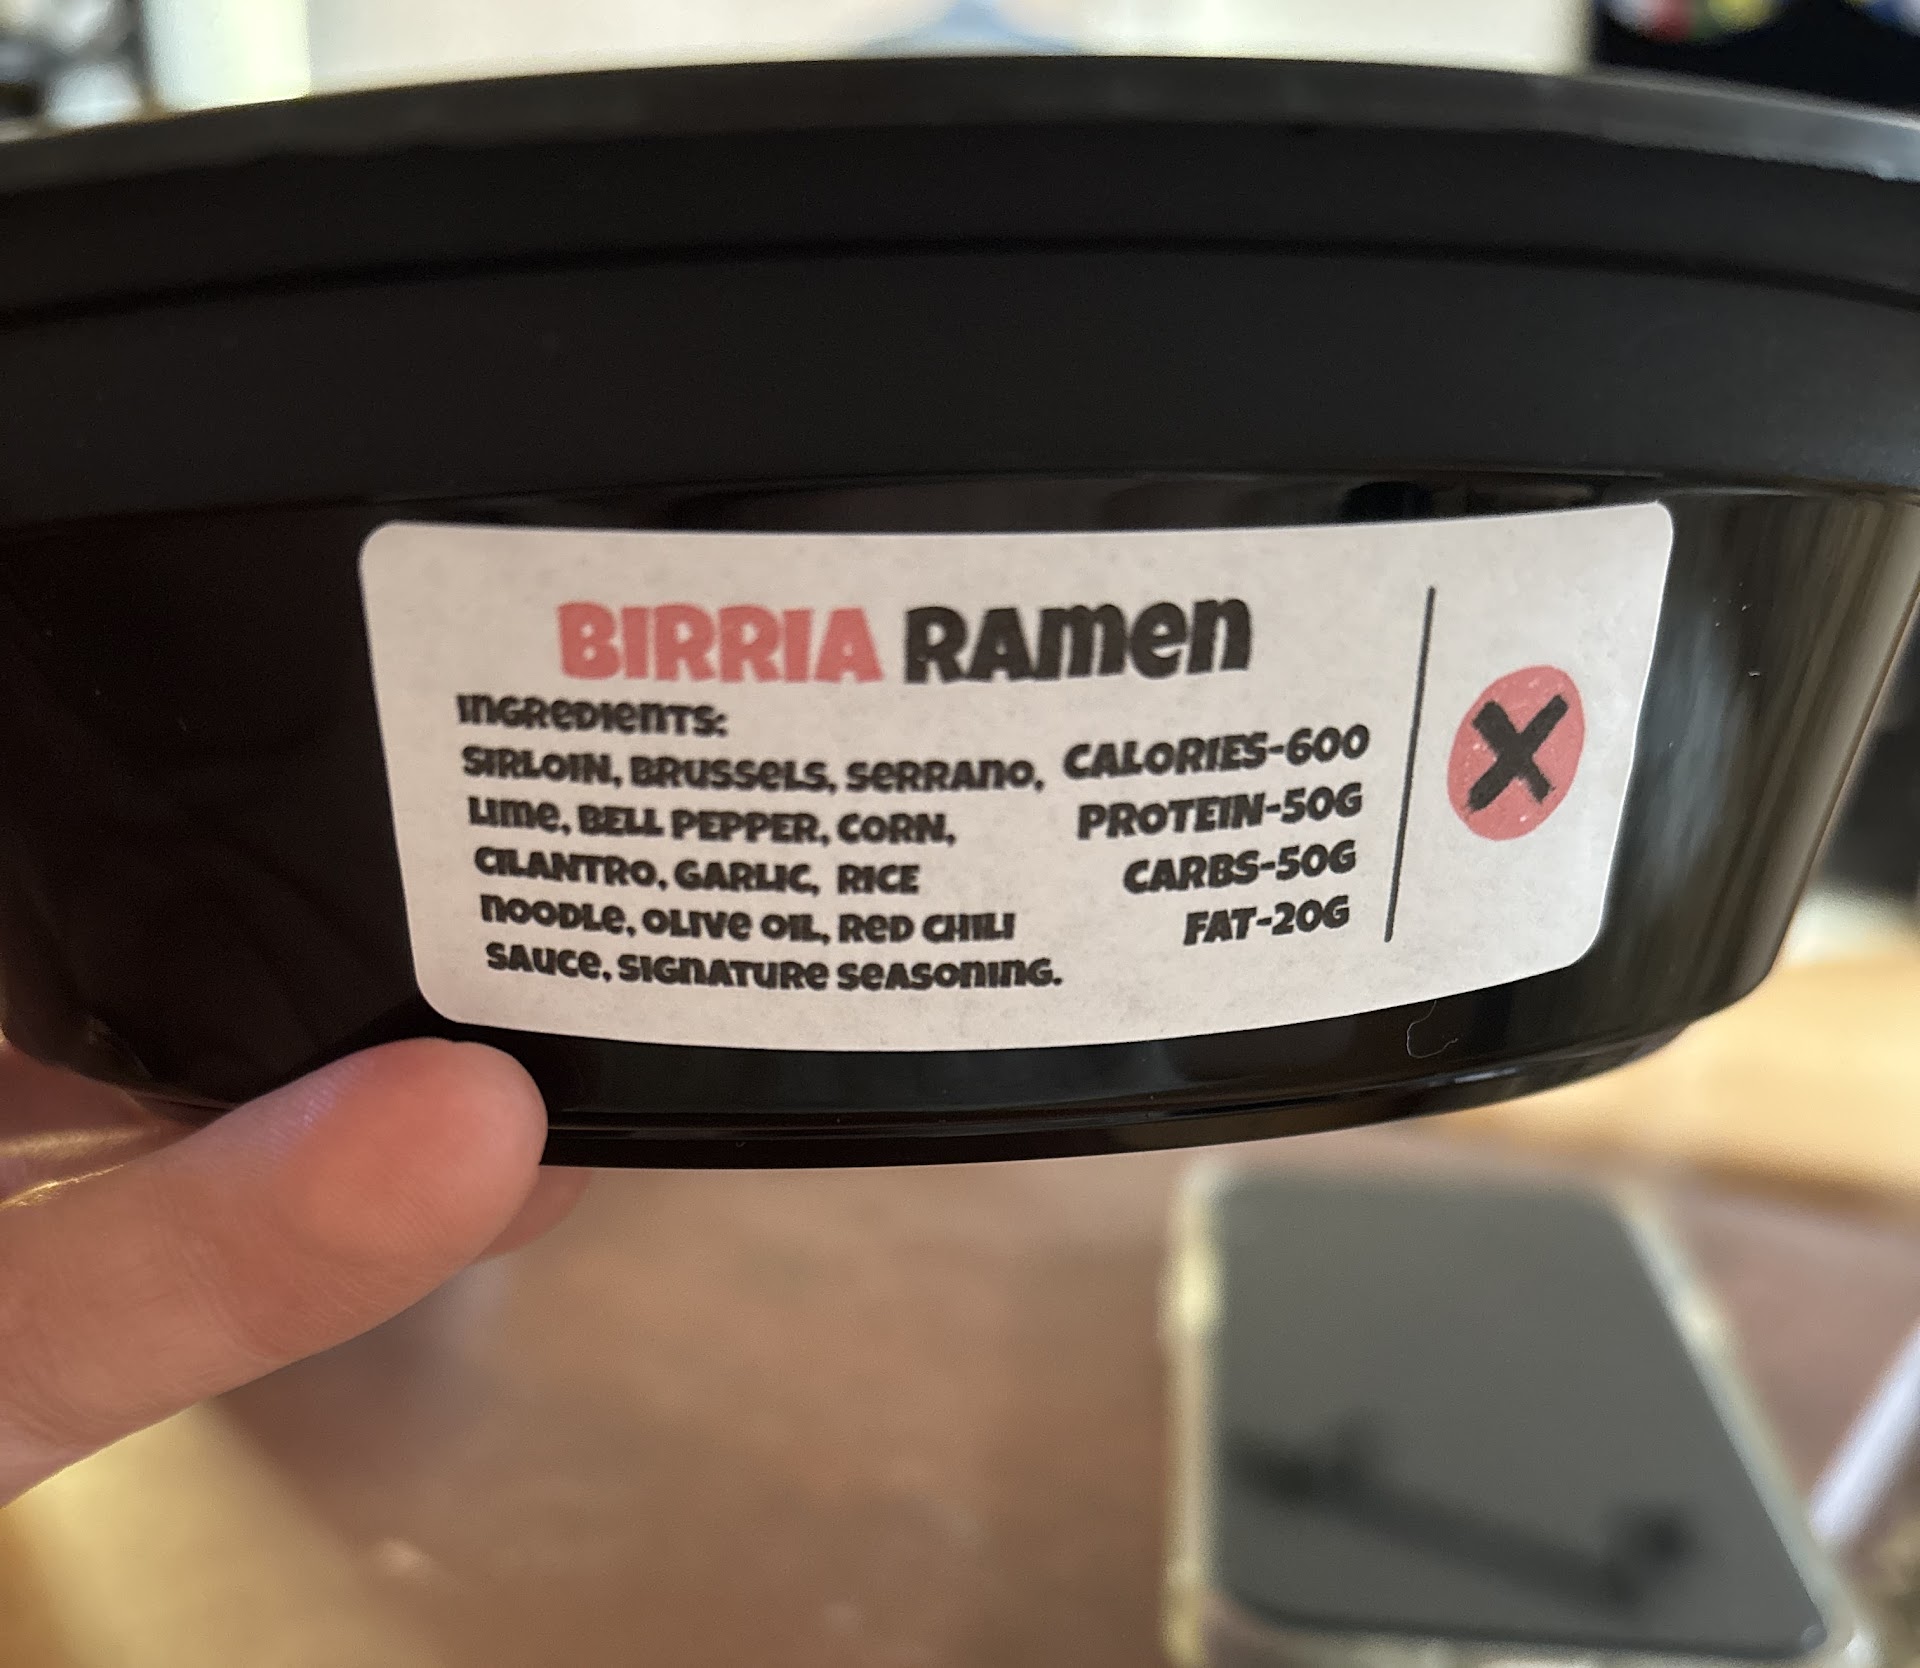 BIRRIA RAMEN
INGREDIENTS:
SIRLOIN, BRUSSELS, SERRANO,
LIME, BELL PEPPER, CORN,
CILANTRO, GARLIC, RICE
NOODLE, OLIVE OIL, RED CHILI
SAUCE, SIGNATURE SEASONING.
CALORIES-600
PROTEIN-50G
CARBS-50G
FAT-20G
X